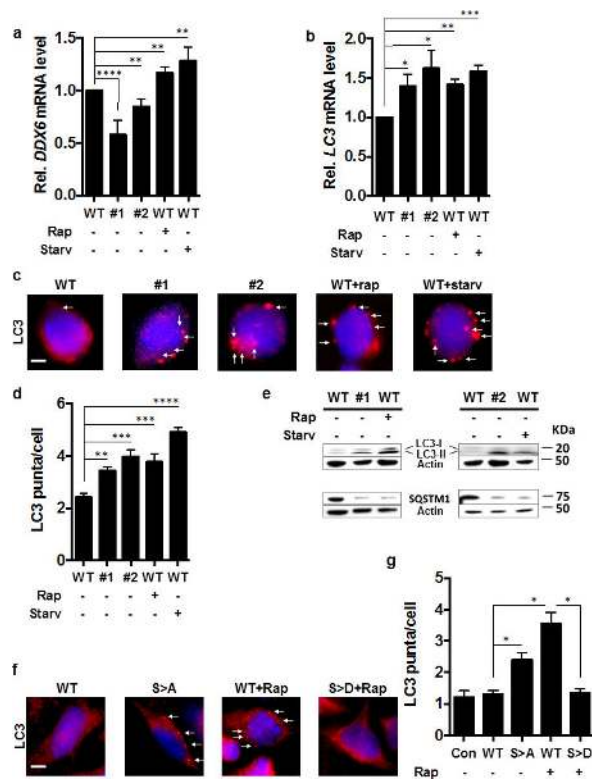 a
Rel. DDX6 mRNA level
** 
**
**
****
1.5
1.0
0.5
0.0
WT #1 #2 WT WT
Rap - - - + -
Starv - - - - +
b
Rel. LC3 mRNA level
***
**
*
*
2.0
1.5
1.0
0.5
0.0
WT #1 #2 WT WT
- - - + -
- - - - +
c
WT #1 #2 WT+rap WT+starv
LC3
d
LC3 punta/cell
****
***
***
**
6
4
2
0
WT #1 #2 WT WT
Rap - - - + -
Starv - - - - +
e
WT #1 WT WT #2 WT
Rap - - + - - -
Starv - - - - - +
KDa
LC3-I
LC3-II
20
Actin
50
SQSTM1
75
Actin
50
f
WT S>A WT+Rap S>D+Rap
LC3
g
LC3 punta/cell
* *
*
5
4
3
2
1
0
Con WT S>A WT S>D
Rap - - - + +